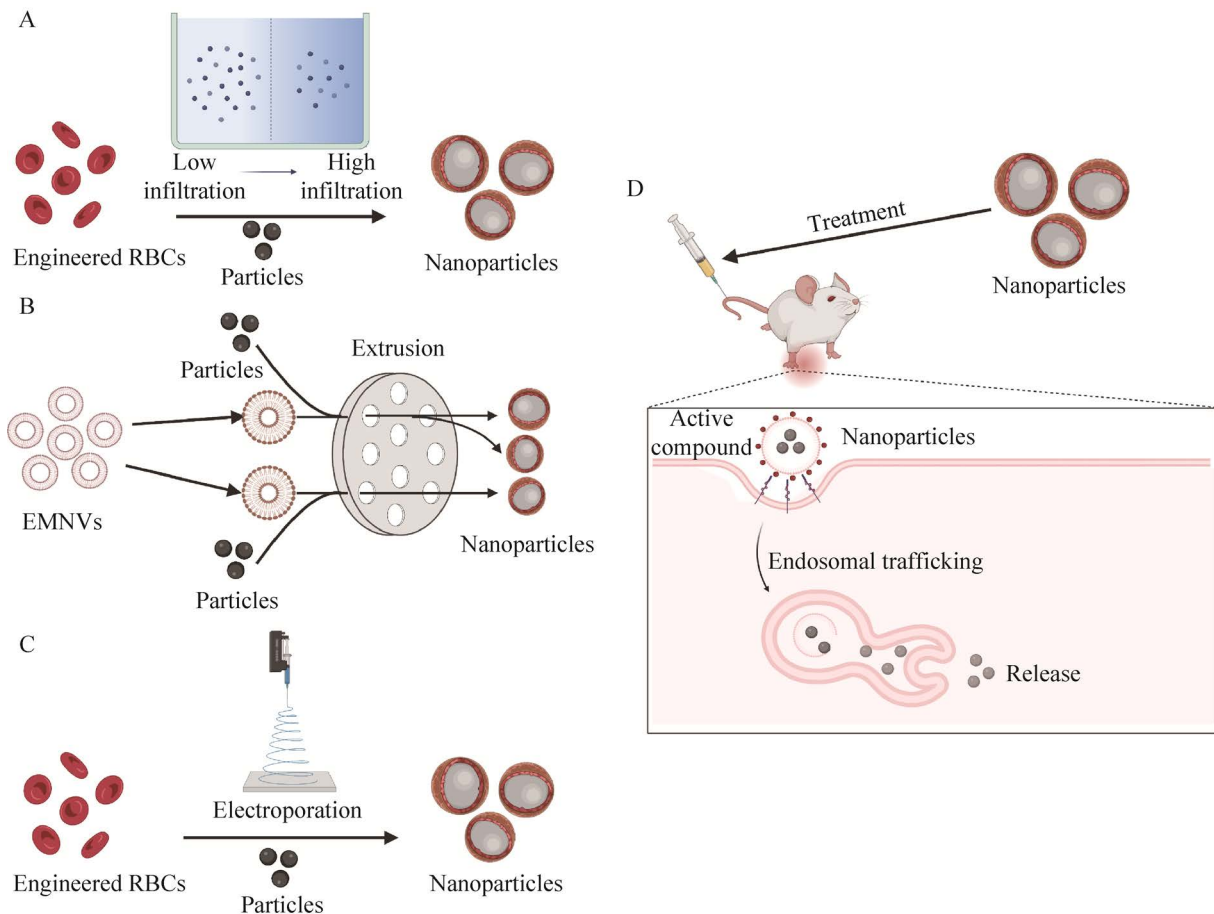 A
Low
infiltration
High
infiltration
Engineered RBCs
Particles
Nanoparticles
B
Particles
Extrusion
EMNVs
Particles
Nanoparticles
C
Electroporation
Engineered RBCs
Particles
Nanoparticles
D
Treatment
Nanoparticles
Active
compound
Nanoparticles
Endosomal trafficking
Release